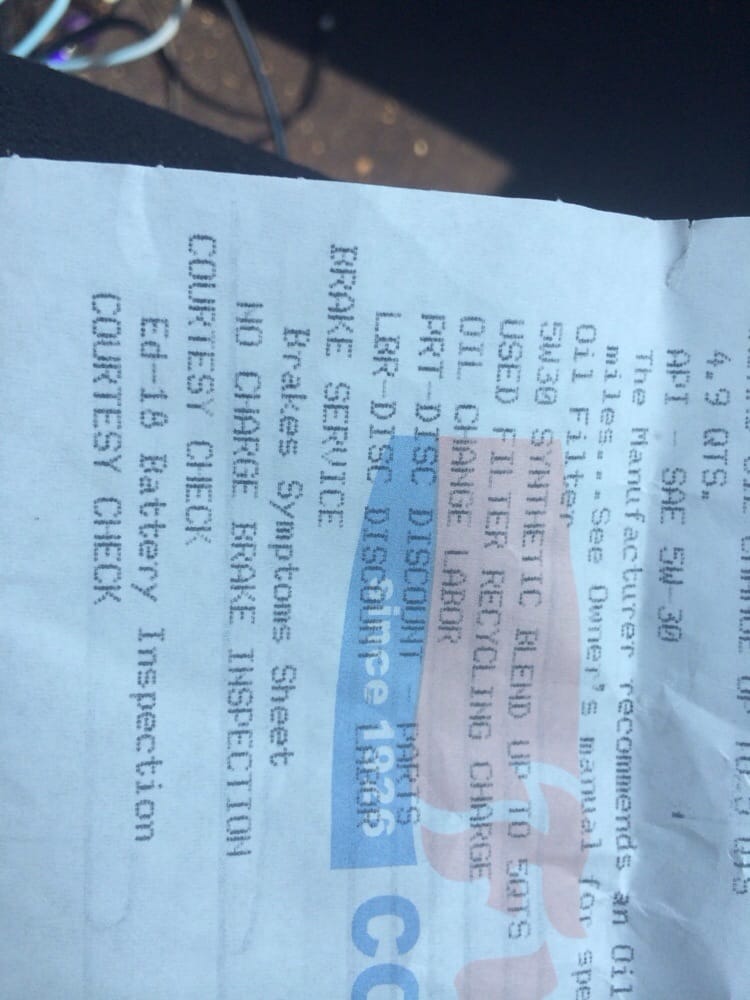 4.9 QTS.
API - SAE 5W-30
The Manufacturer recommends an Oil
miles...See Owner's manual for spe
Oil Filter
5W30 SYNTHETIC BLEND UP TO 5QTS
USED FILTER RECYCLING CHARGE
OIL CHANGE LABOR
PRT-DISC DISCOUNT - PARTS
LBR-DISC DISCOUNT - LABOR
since 1926
CO
BRAKE SERVICE
Brakes Symptoms Sheet
NO CHARGE BRAKE INSPECTION
COURTESY CHECK
Ed-18 Battery Inspection
COURTESY CHECK